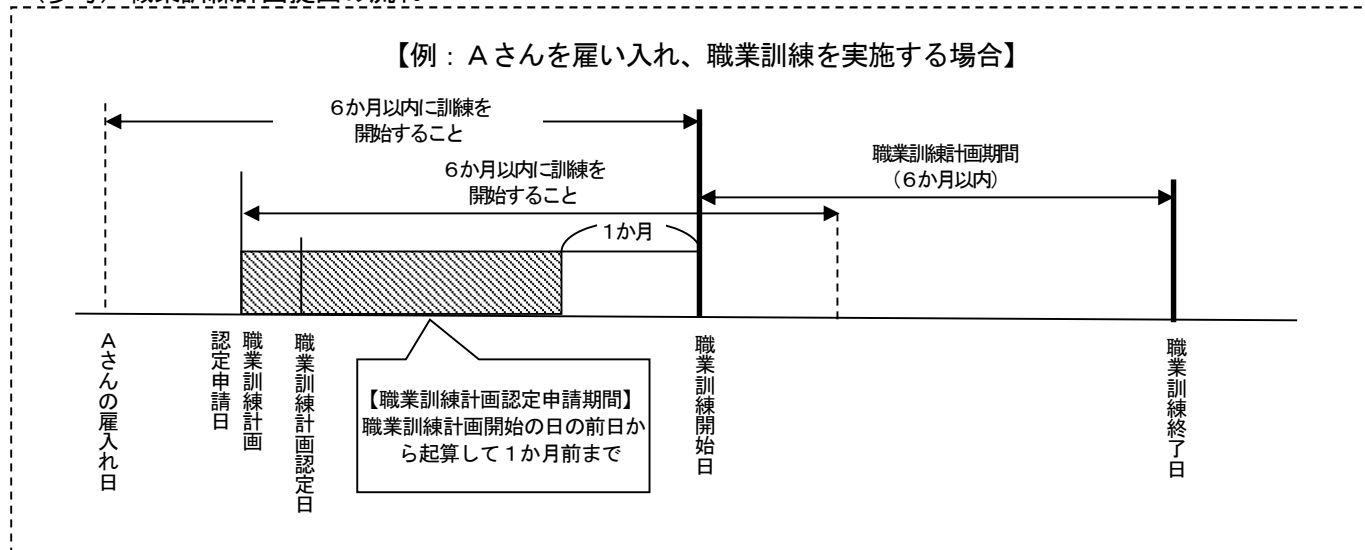 【例：Ａさんを雇い入れ、職業訓練を実施する場合】
６か月以内に訓練を
開始すること
職業訓練計画期間
（６か月以内）
６か月以内に訓練を
開始すること
１か月
Ａさんの雇入れ日
職業訓練計画
認定申請日
職業訓練計画認定日
【職業訓練計画認定申請期間】
職業訓練計画開始の日の前日か
ら起算して１か月前まで
職業訓練開始日
職業訓練終了日